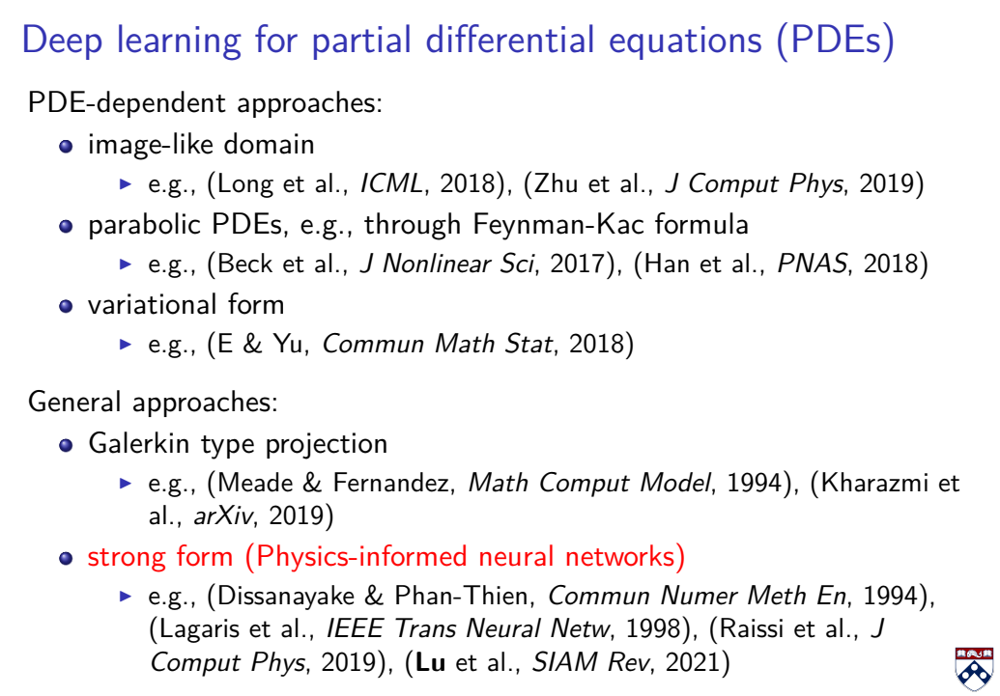 Deep learning for partial differential equations (PDEs)
PDE-dependent approaches:
image-like domain
e.g., (Long et al., ICML, 2018), (Zhu et al., J Comput Phys, 2019)
parabolic PDEs, e.g., through Feynman-Kac formula
e.g., (Beck et al., J Nonlinear Sci, 2017), (Han et al., PNAS, 2018)
variational form
e.g., (E & Yu, Commun Math Stat, 2018)
General approaches:
Galerkin type projection
e.g., (Meade & Fernandez, Math Comput Model, 1994), (Kharazmi et
al., arXiv, 2019)
strong form (Physics-informed neural networks)
e.g., (Dissanayake & Phan-Thien, Commun Numer Meth En, 1994),
(Lagaris et al., IEEE Trans Neural Netw, 1998), (Raissi et al., J
Comput Phys, 2019), (Lu et al., SIAM Rev, 2021)